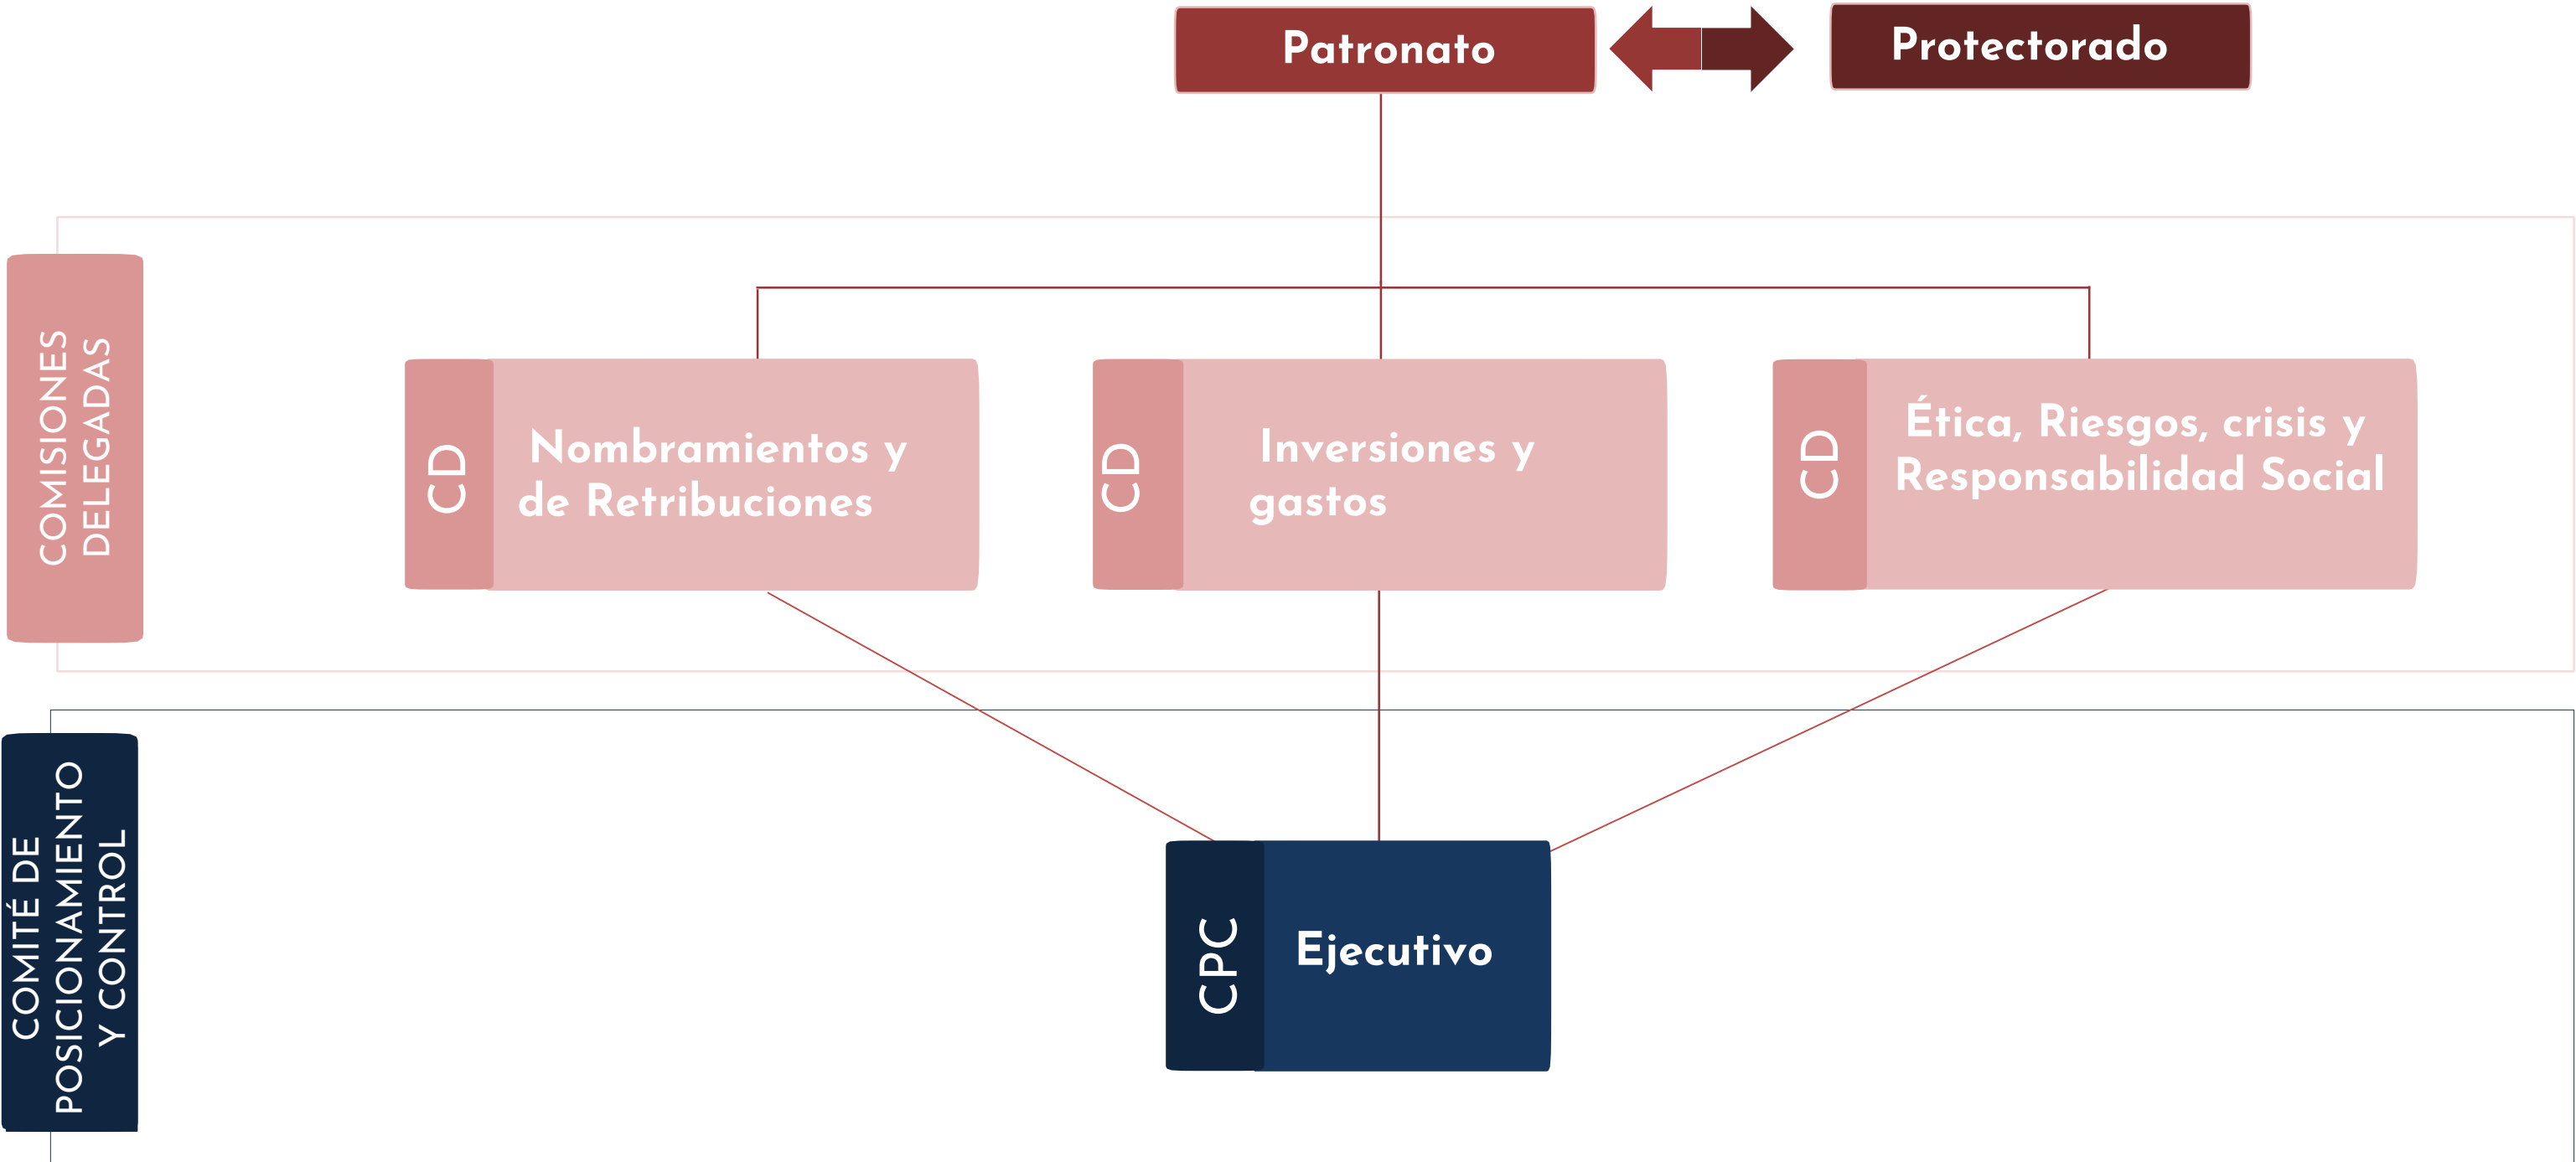 Patronato
Protectorado
COMISIONES
DELEGADAS
CD
Nombramientos y
de Retribuciones
CD
Inversiones y
gastos
CD
Ética, Riesgos, crisis y
Responsabilidad Social
COMITÉ DE
POSICIONAMIENTO
Y CONTROL
CPC
Ejecutivo